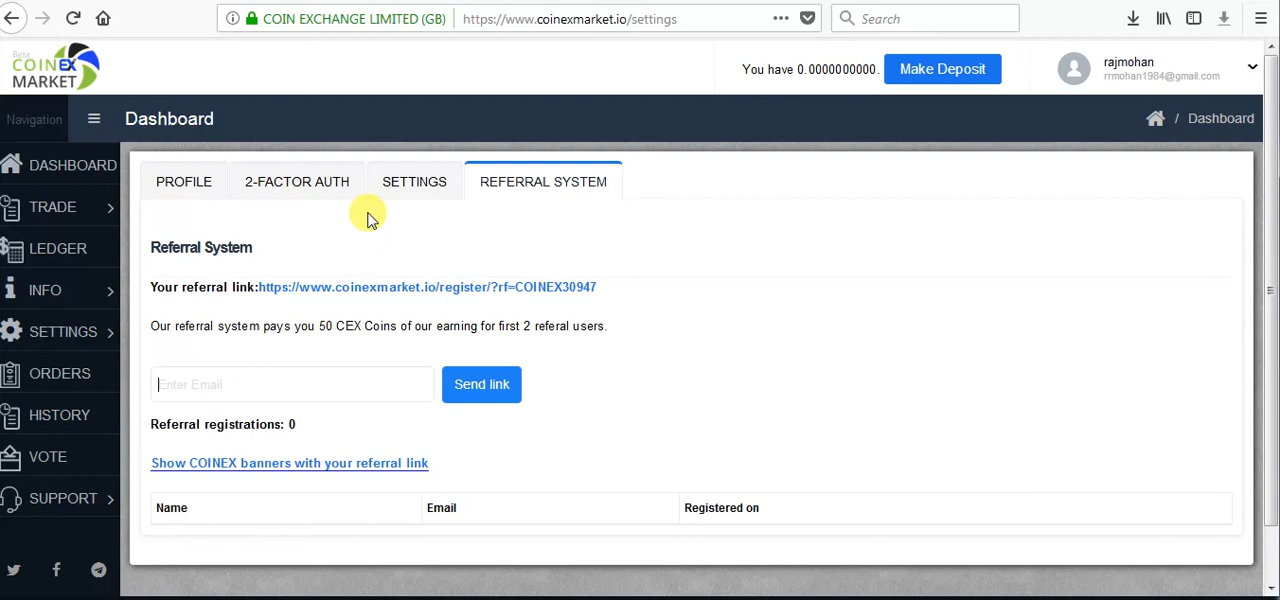 COIN EXCHANGE LIMITED (GB) https://www.coinexmarket.io/settings Search
Beta
COINEX
MARKET
You have 0.0000000000. Make Deposit
rajmohan
rrmohan1984@gmail.com
Navigation Dashboard / Dashboard
DASHBOARD
TRADE
LEDGER
INFO
SETTINGS
ORDERS
HISTORY
VOTE
SUPPORT
PROFILE 2-FACTOR AUTH SETTINGS REFERRAL SYSTEM
Referral System
Your referral link:https://www.coinexmarket.io/register/?rf=COINEX30947
Our referral system pays you 50 CEX Coins of our earning for first 2 referal users.
Enter Email Send link
Referral registrations: 0
Show COINEX banners with your referral link
Name Email Registered on